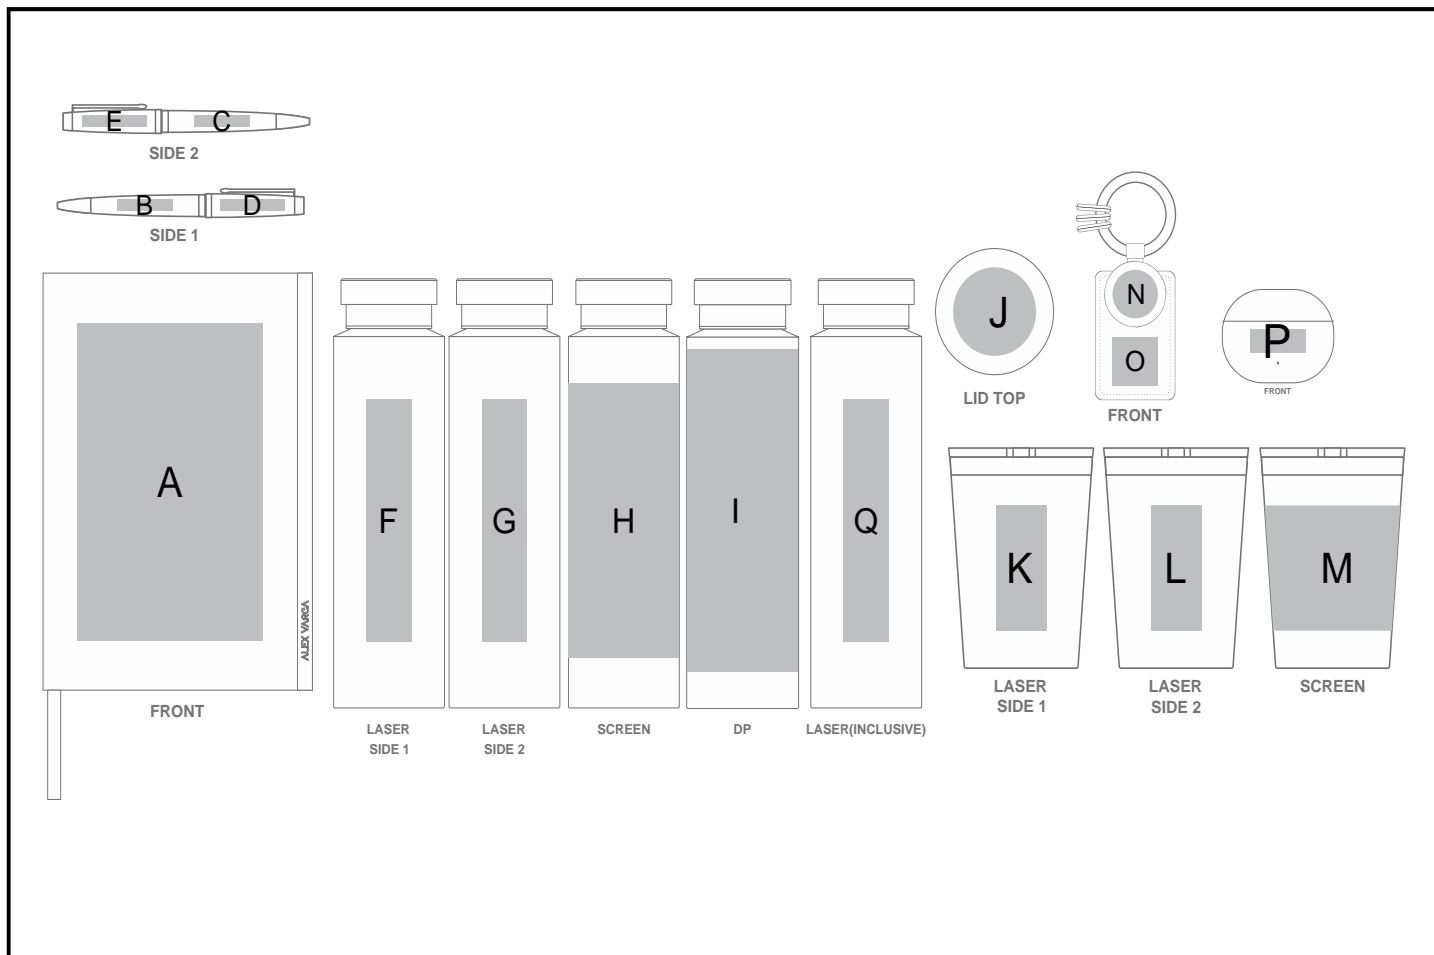 E C
SIDE 2
B D
SIDE 1
A
ALEX VARGA
FRONT
F
LASER
SIDE 1
G
LASER
SIDE 2
H
SCREEN
I
DP
Q
LASER(INCLUSIVE)
J
LID TOP
N
O
FRONT
P
FRONT
K
LASER
SIDE 1
L
LASER
SIDE 2
M
SCREEN